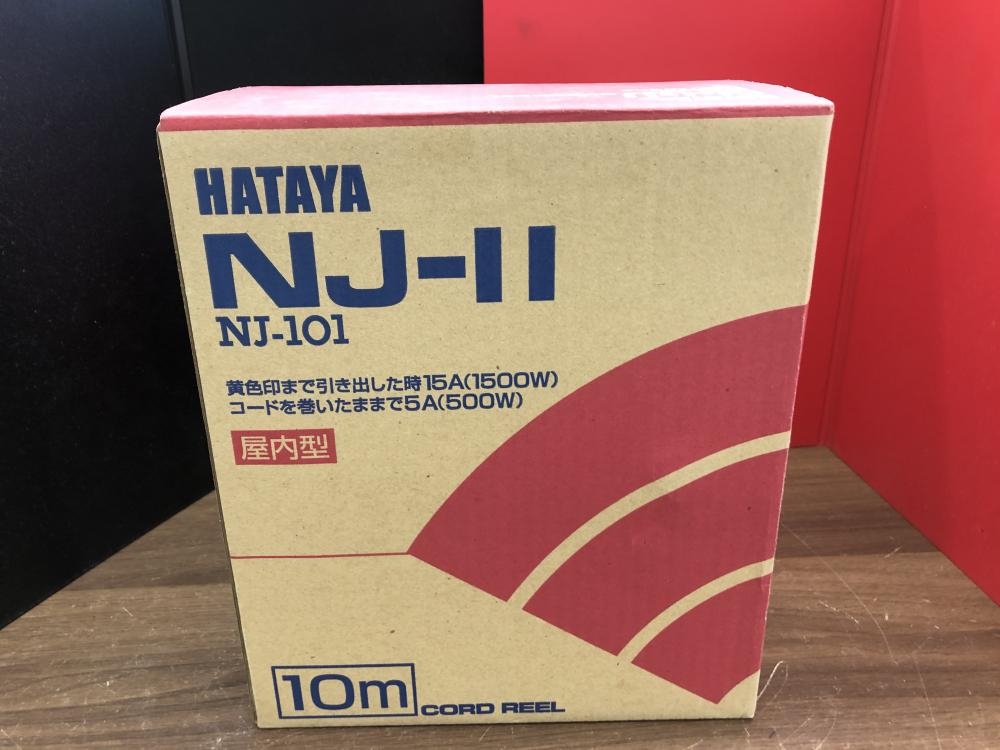 HATAYA
NJ-II
NJ-101
黄色印まで引き出した時15A(1500W)
コードを巻いたままで5A(500W)
屋内型
10m
CORD REEL